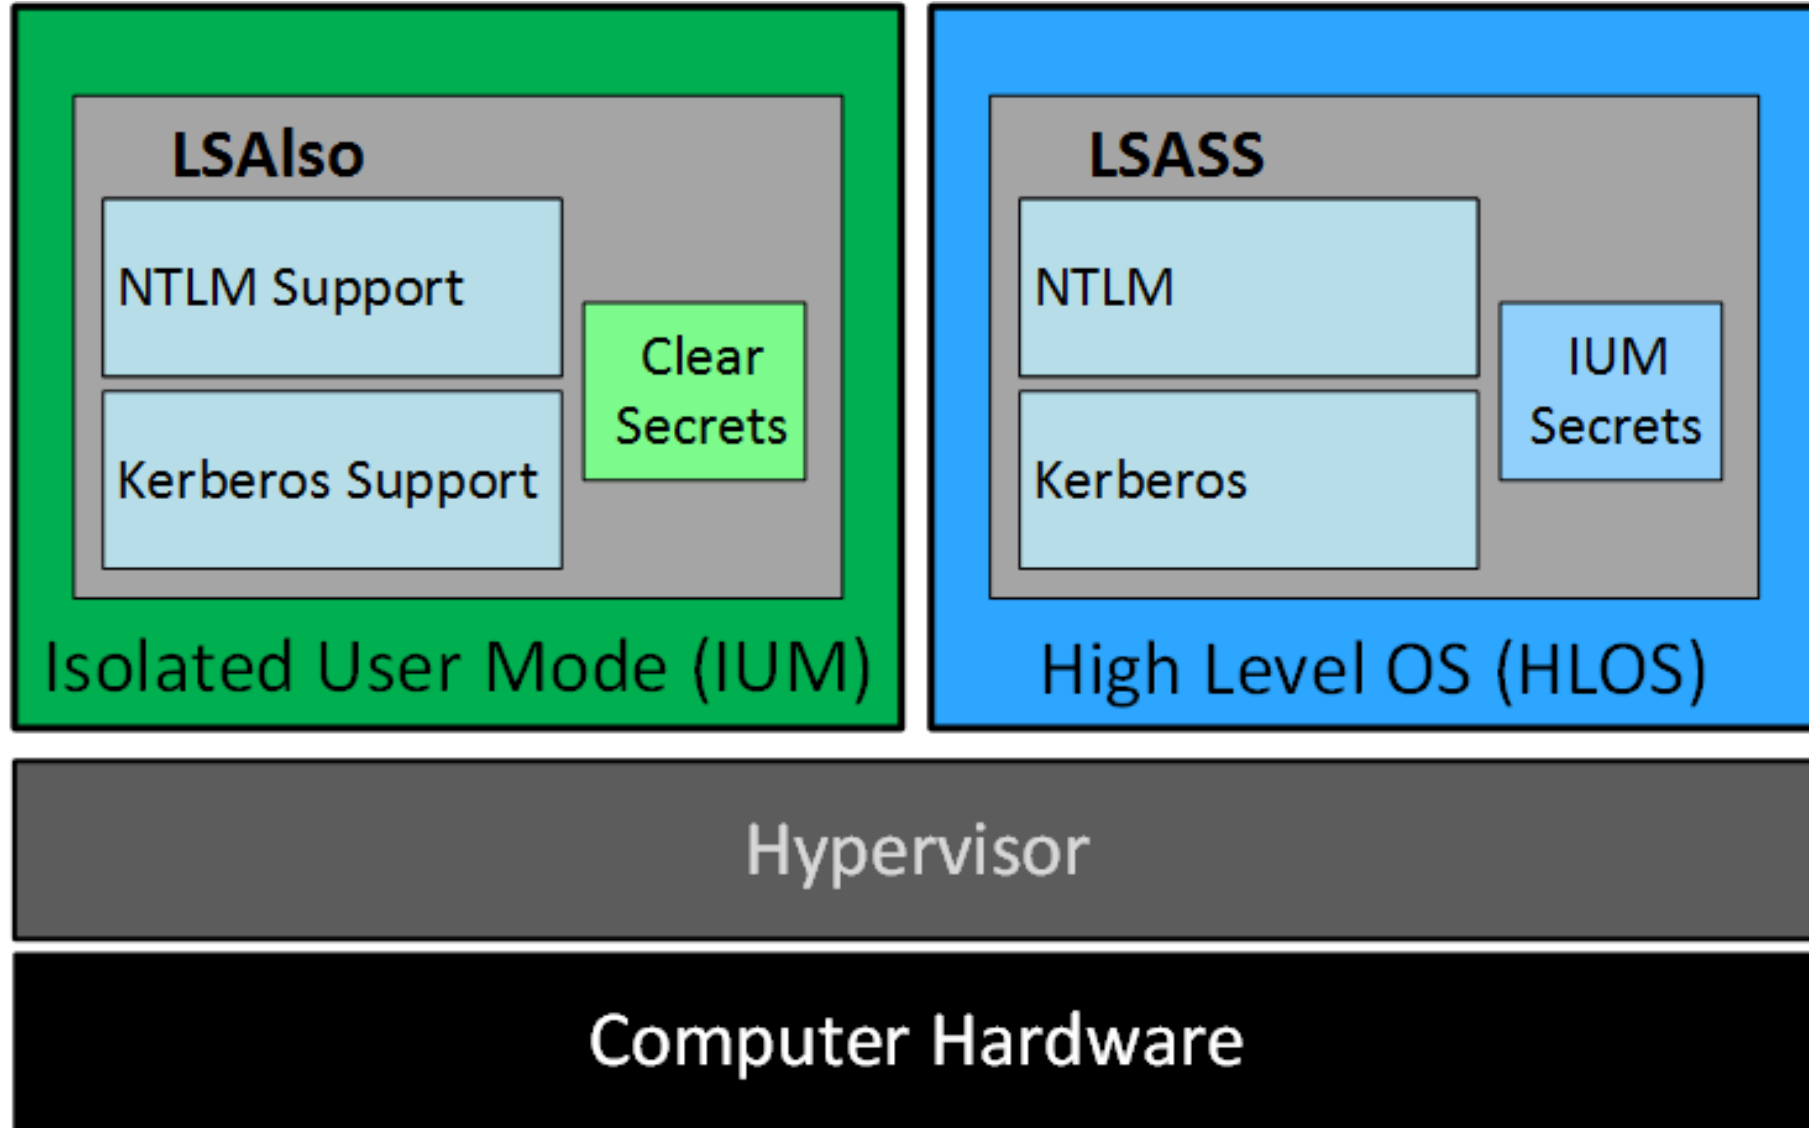 LSAlso
NTLM Support
Kerberos Support
Clear
Secrets
Isolated User Mode (IUM)
LSASS
NTLM
Kerberos
IUM
Secrets
High Level OS (HLOS)
Hypervisor
Computer Hardware